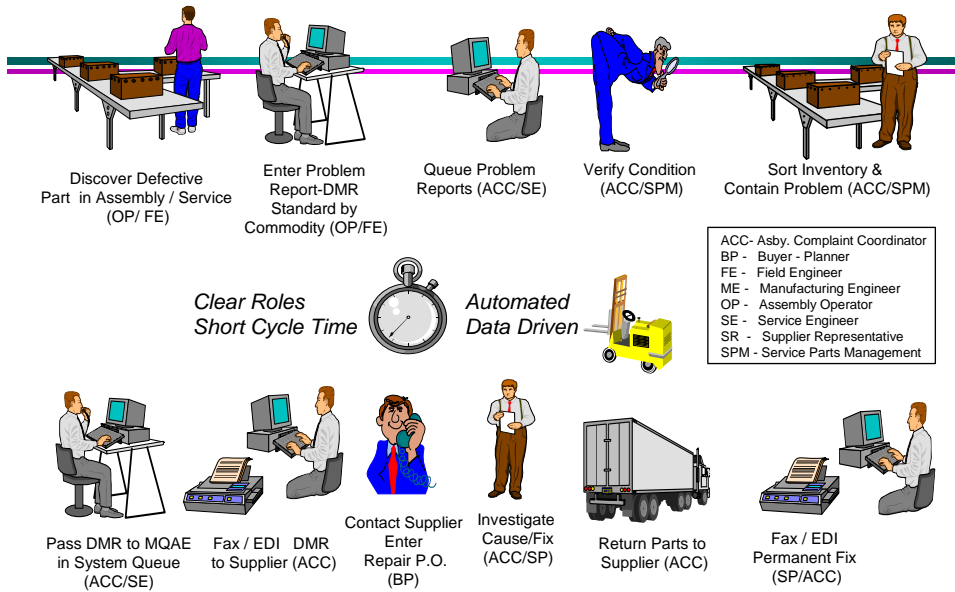 Discover Defective
Part in Assembly / Service
(OP/ FE)
Enter Problem
Report-DMR
Standard by
Commodity (OP/FE)
Queue Problem
Reports (ACC/SE)
Verify Condition
(ACC/SPM)
Sort Inventory &
Contain Problem (ACC/SPM)
Clear Roles
Short Cycle Time
Automated
Data Driven
ACC- Asby. Complaint Coordinator
BP - Buyer - Planner
FE - Field Engineer
ME - Manufacturing Engineer
OP - Assembly Operator
SE - Service Engineer
SR - Supplier Representative
SPM - Service Parts Management
Pass DMR to MQAE
in System Queue
(ACC/SE)
Fax / EDI DMR
to Supplier (ACC)
Contact Supplier
Enter
Repair P.O.
(BP)
Investigate
Cause/Fix
(ACC/SP)
Return Parts to
Supplier (ACC)
Fax / EDI
Permanent Fix
(SP/ACC)